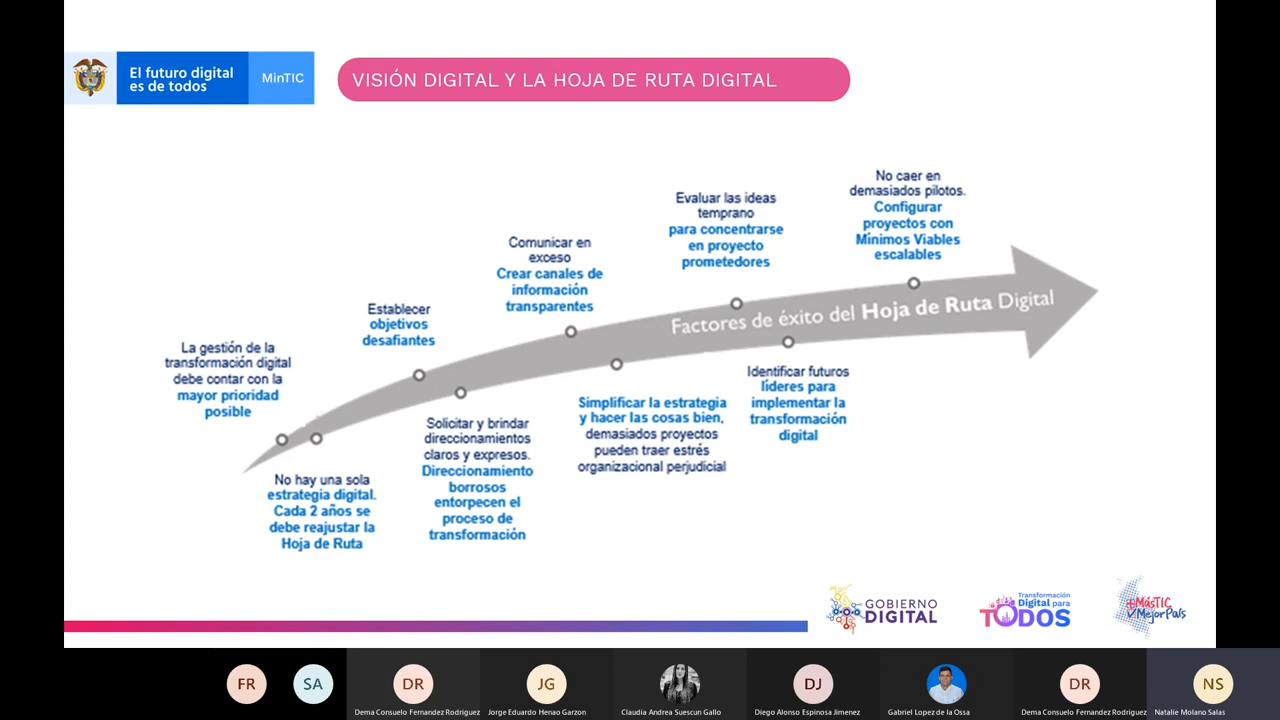 El futuro digital
es de todos
MinTIC
VISIÓN DIGITAL Y LA HOJA DE RUTA DIGITAL
La gestión de la
transformación digital
debe contar con la
mayor prioridad
posible
No hay una sola
estrategia digital.
Cada 2 años se
debe reajustar la
Hoja de Ruta
Establecer
objetivos
desafiantes
Solicitar y brindar
direccionamientos
claros y expresos.
Direccionamiento
borrosos
entorpecen el
proceso de
transformación
Comunicar en
exceso
Crear canales de
información
transparentes
Simplificar la estrategia
y hacer las cosas bien,
demasiados proyectos
pueden traer estrés
organizacional perjudicial
Evaluar las ideas
temprano
para concentrarse
en proyecto
prometedores
Identificar futuros
líderes para
implementar la
transformación
digital
No caer en
demasiados pilotos.
Configurar
proyectos con
Mínimos Viables
escalables
Factores de éxito del Hoja de Ruta Digital
GOBIERNO
DIGITAL
Transformación
Digital para
TODOS
+MásTIC
MejorPaís
FR
SA
DR
JG
DJ
DR
NS
Dema Consuelo Fernandez Rodriguez
Jorge Eduardo Henao Garzon
Claudia Andrea Suescun Gallo
Diego Alonso Espinosa Jimenez
Gabriel Lopez de la Ossa
Dema Consuelo Fernandez Rodriguez
Natalie Molano Salas